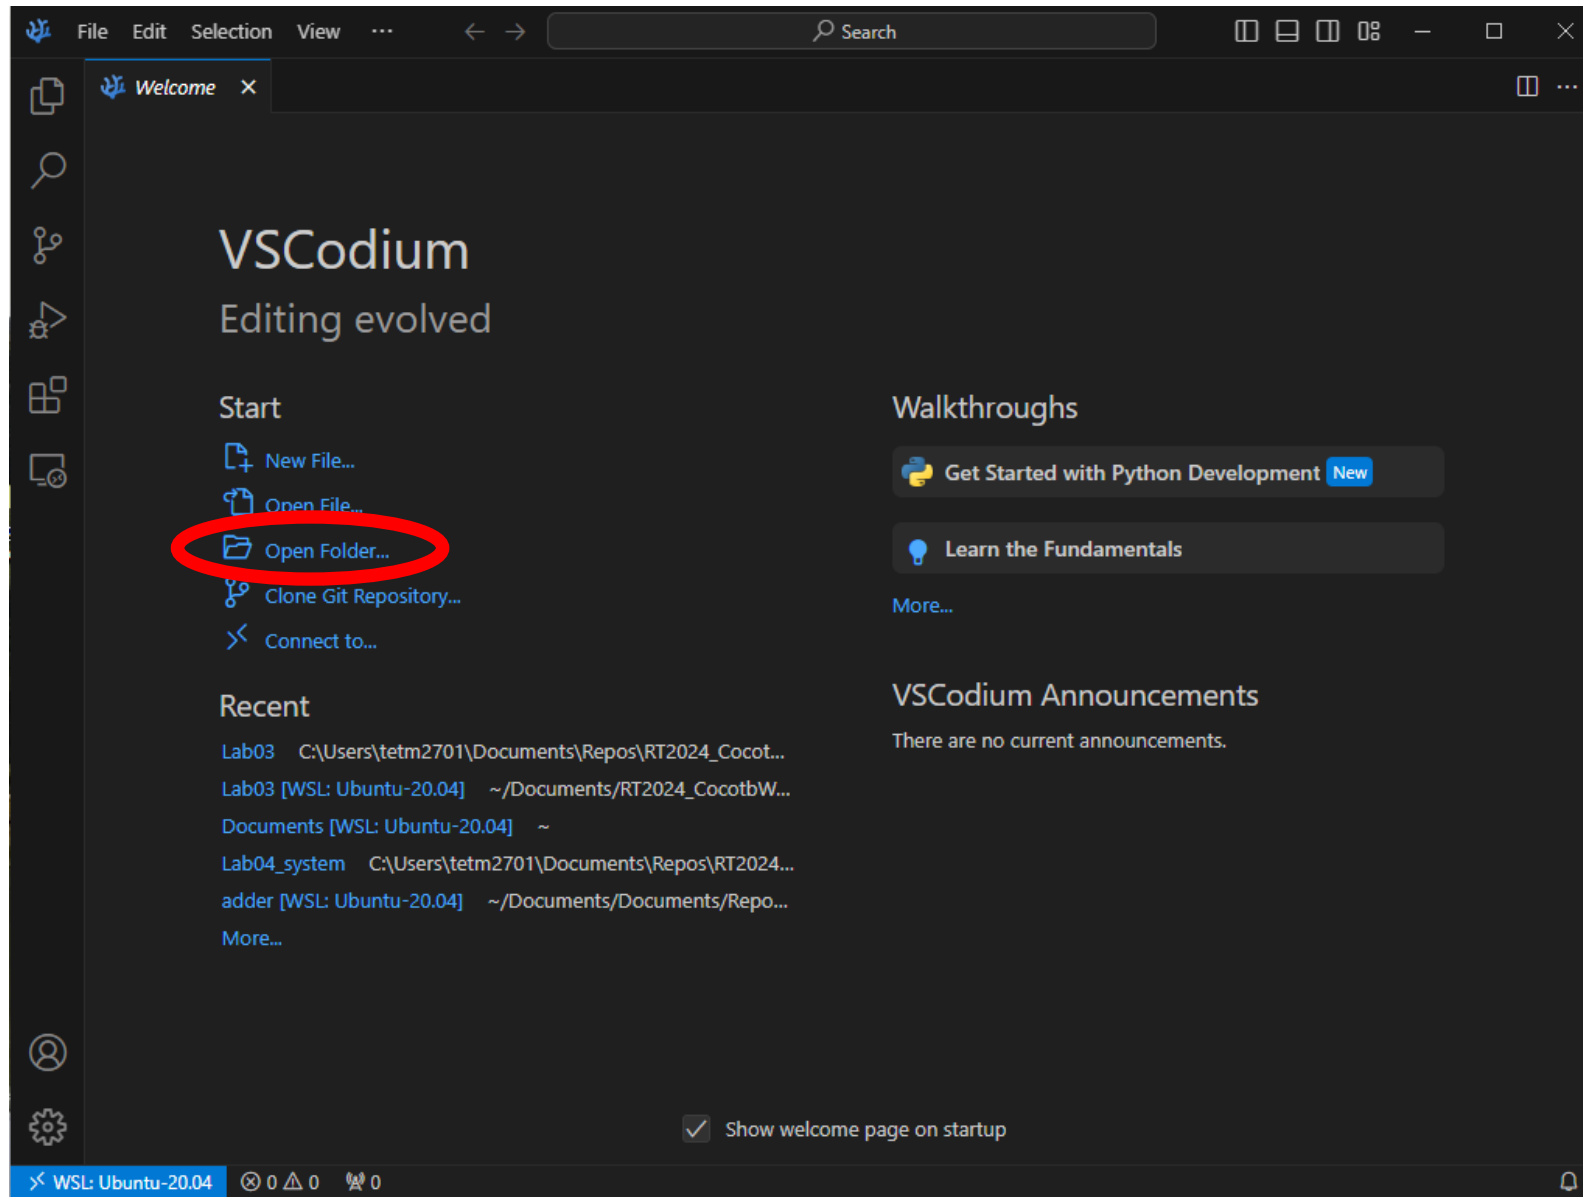 File Edit Selection View ··· Search
Welcome
VSCodium
Editing evolved
Start
New File...
Open File...
Open Folder...
Clone Git Repository...
Connect to...
Recent
Lab03 C:\Users\tetm2701\Documents\Repos\RT2024_Cocot...
Lab03 [WSL: Ubuntu-20.04] ~/Documents/RT2024_CocotbW...
Documents [WSL: Ubuntu-20.04] ~
Lab04_system C:\Users\tetm2701\Documents\Repos\RT2024...
adder [WSL: Ubuntu-20.04] ~/Documents/Documents/Repo...
More...
Walkthroughs
Get Started with Python Development New
Learn the Fundamentals
More...
VSCodium Announcements
There are no current announcements.
Show welcome page on startup
WSL: Ubuntu-20.04 0 0 0